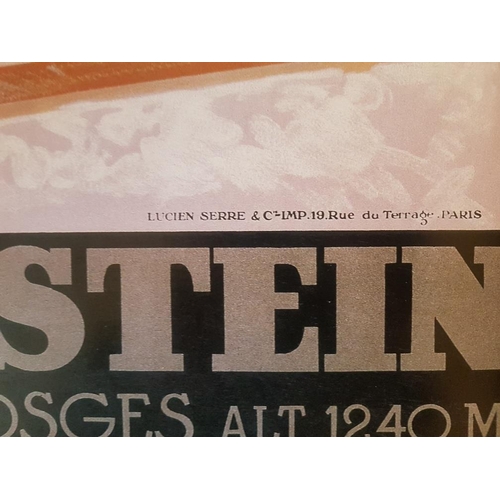 LUCIEN SERRE & Cie-IMP.19.Rue du Terrage.PARIS
STEIN
OSGES ALT 1240 M